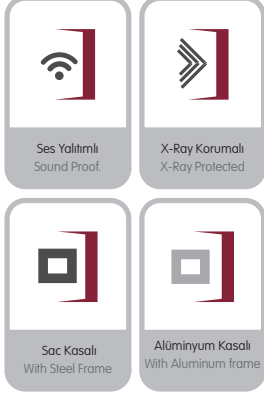 Ses Yalıtımlı
Sound Proof.
X-Ray Korumalı
X-Ray Protected
Sac Kasalı
With Steel Frame
Alüminyum Kasalı
With Aluminum frame